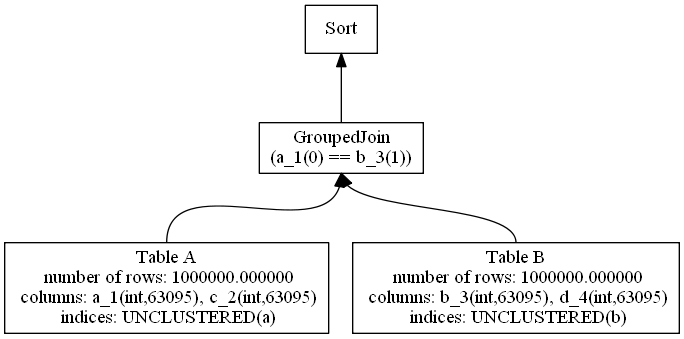 Sort
GroupedJoin
(a_1(0) == b_3(1))
Table A
number of rows: 1000000.000000
columns: a_1(int,63095), c_2(int,63095)
indices: UNCLUSTERED(a)
Table B
number of rows: 1000000.000000
columns: b_3(int,63095), d_4(int,63095)
indices: UNCLUSTERED(b)